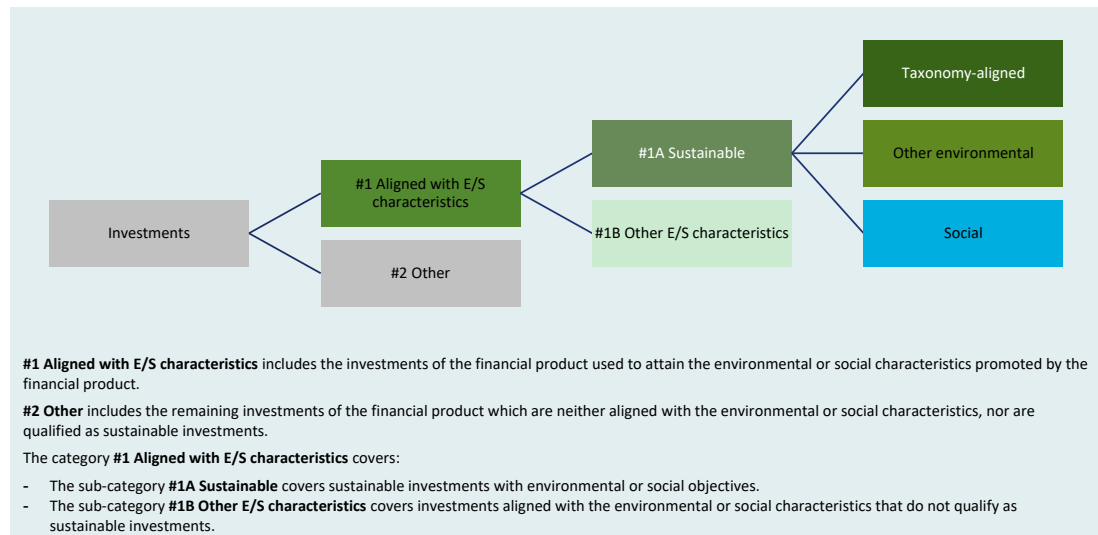 Taxonomy-aligned
#1A Sustainable
Other environmental
#1 Aligned with E/S
characteristics
Investments
#1B Other E/S characteristics
Social
#2 Other
#1 Aligned with E/S characteristics includes the investments of the financial product used to attain the environmental or social characteristics promoted by the
financial product.
#2 Other includes the remaining investments of the financial product which are neither aligned with the environmental or social characteristics, nor are
qualified as sustainable investments.
The category #1 Aligned with E/S characteristics covers:
- The sub-category #1A Sustainable covers sustainable investments with environmental or social objectives.
- The sub-category #1B Other E/S characteristics covers investments aligned with the environmental or social characteristics that do not qualify as
sustainable investments.